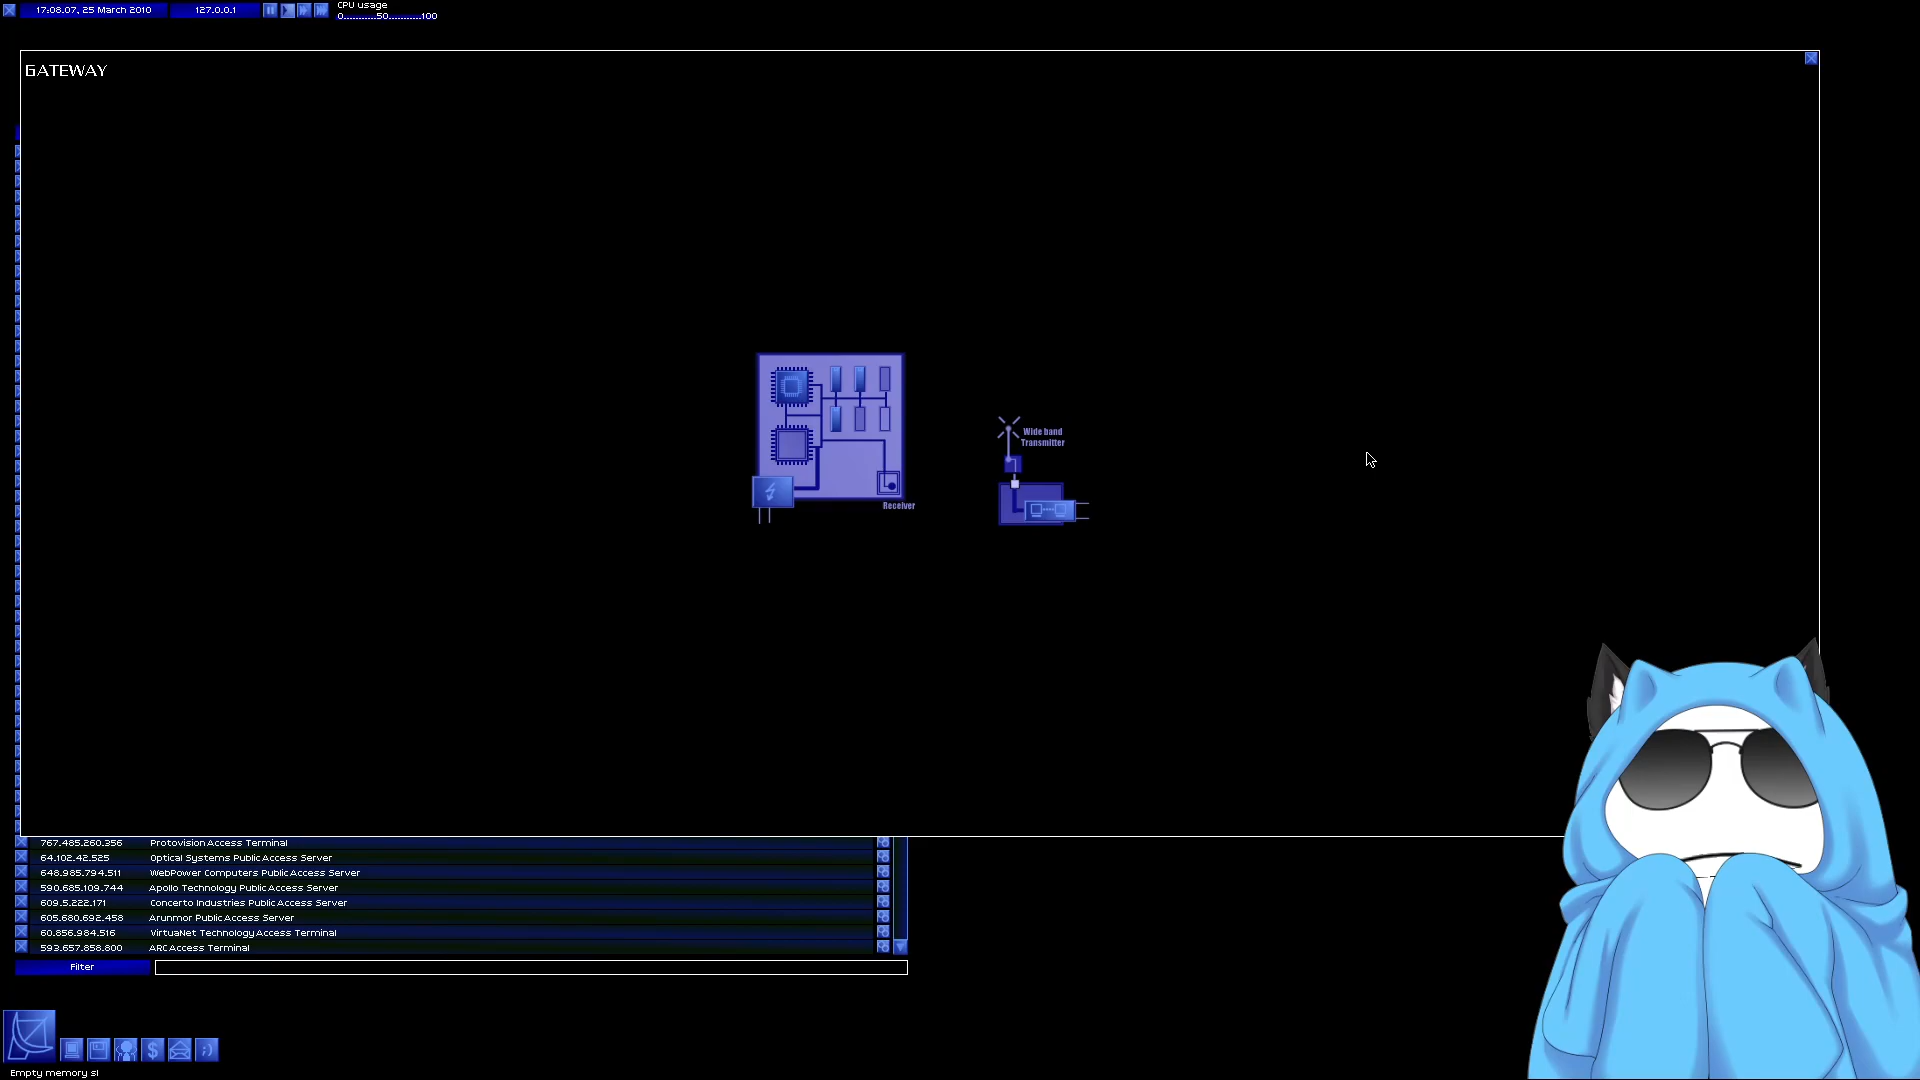 17:08.07, 25 March 2010
127.0.0.1
CPU usage
0...........50...........100
GATEWAY
Wide band
Transmitter
Receiver
767.485.260.356 Protovision Access Terminal
64.102.42.525 Optical Systems Public Access Server
648.985.794.511 WebPower Computers Public Access Server
590.685.109.744 Apollo Technology Public Access Server
609.5.222.171 Concerto Industries Public Access Server
605.680.692.458 Arunmor Public Access Server
60.856.984.516 VirtuaNet Technology Access Terminal
593.657.858.800 ARC Access Terminal
Filter
$
;)
Empty memory sl